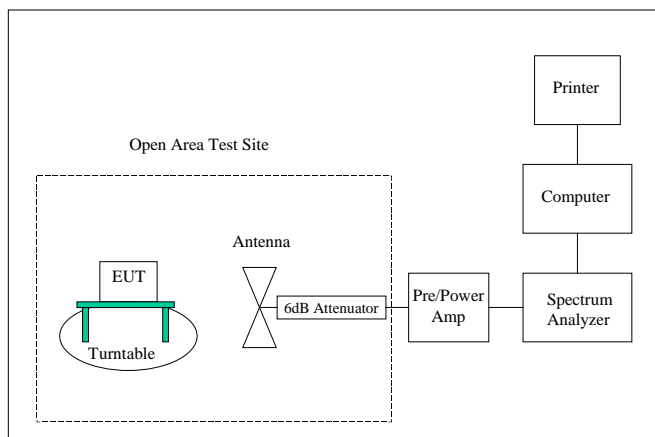 Printer
Open Area Test Site
Computer
Antenna
EUT
6dB Attenuator
Pre/Power
Amp
Spectrum
Analyzer
Turntable